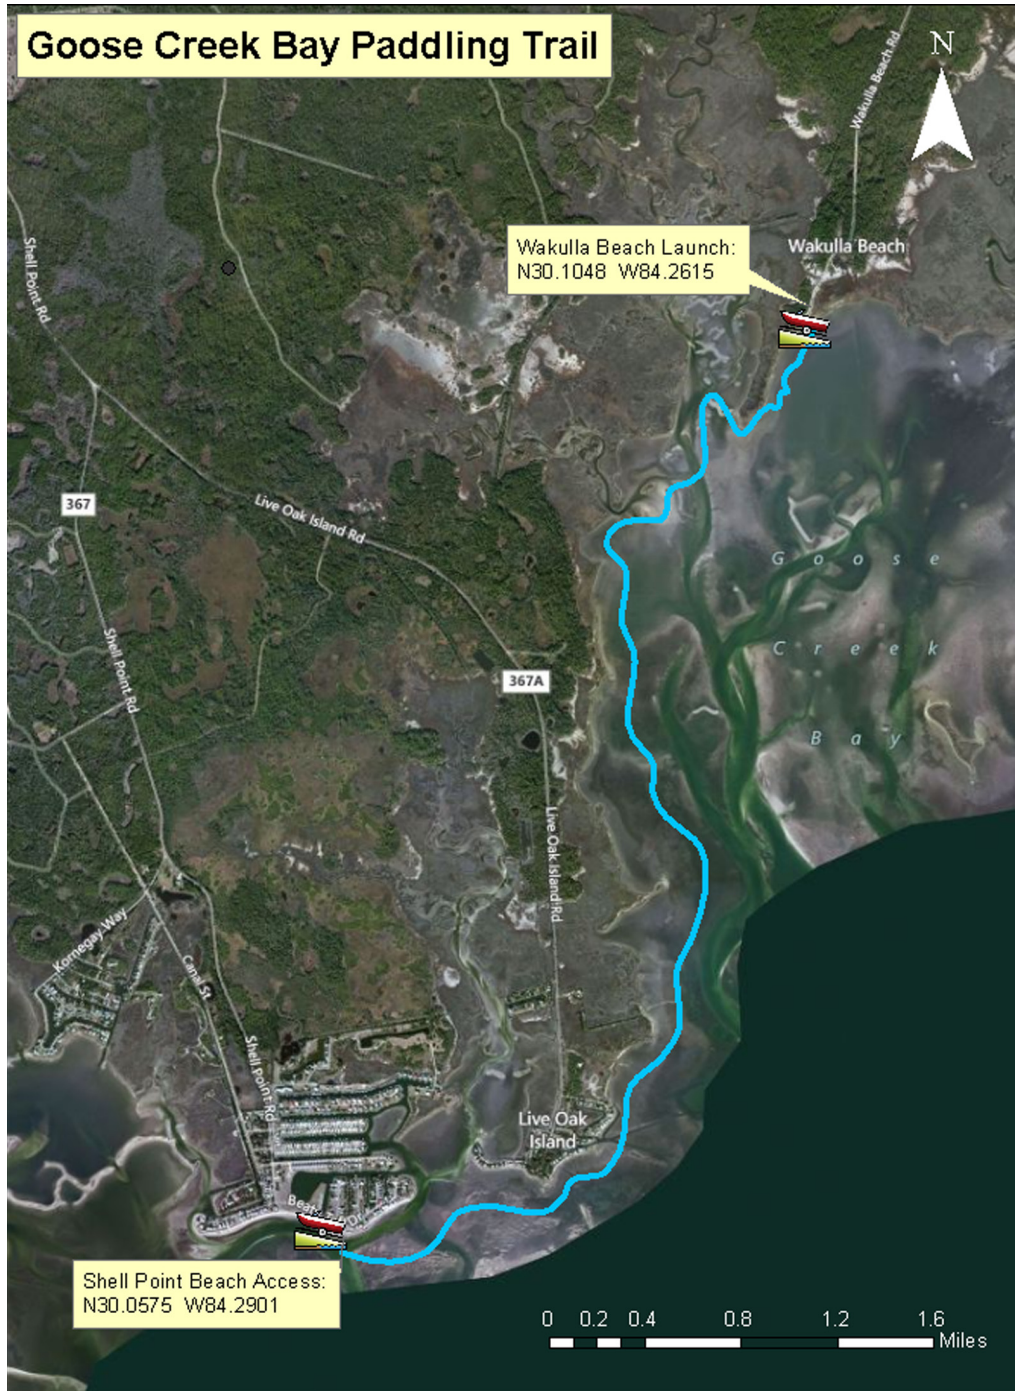 Goose Creek Bay Paddling Trail
N
Wakulla Beach Rd
Wakulla Beach Launch:
N30.1048 W84.2615
Wakulla Beach
Shell Point Rd
367
Live Oak Island Rd
Goose
Creek
Bay
Shell Point Rd
367A
Live Oak Island Rd
Kornegay Way
Canal St
Shell Point Rd
Live Oak
Island
Shell Point Beach Access:
N30.0575 W84.2901
0 0.2 0.4 0.8 1.2 1.6
Miles